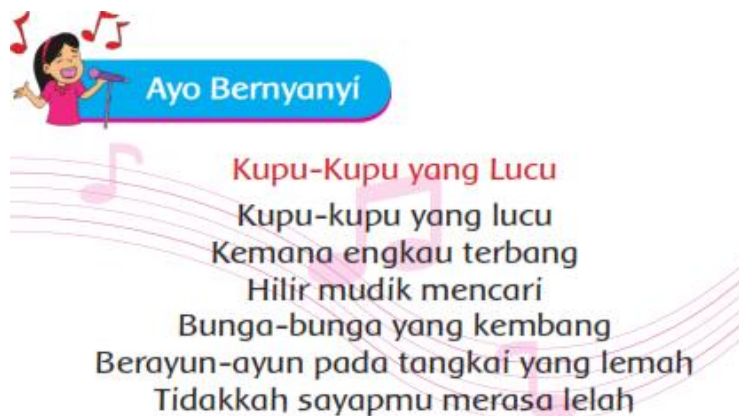 Ayo Bernyanyi
Kupu-Kupu yang Lucu
Kupu-kupu yang lucu
Kemana engkau terbang
Hilir mudik mencari
Bunga-bunga yang kembang
Berayun-ayun pada tangkai yang lemah
Tidakkah sayapmu merasa lelah